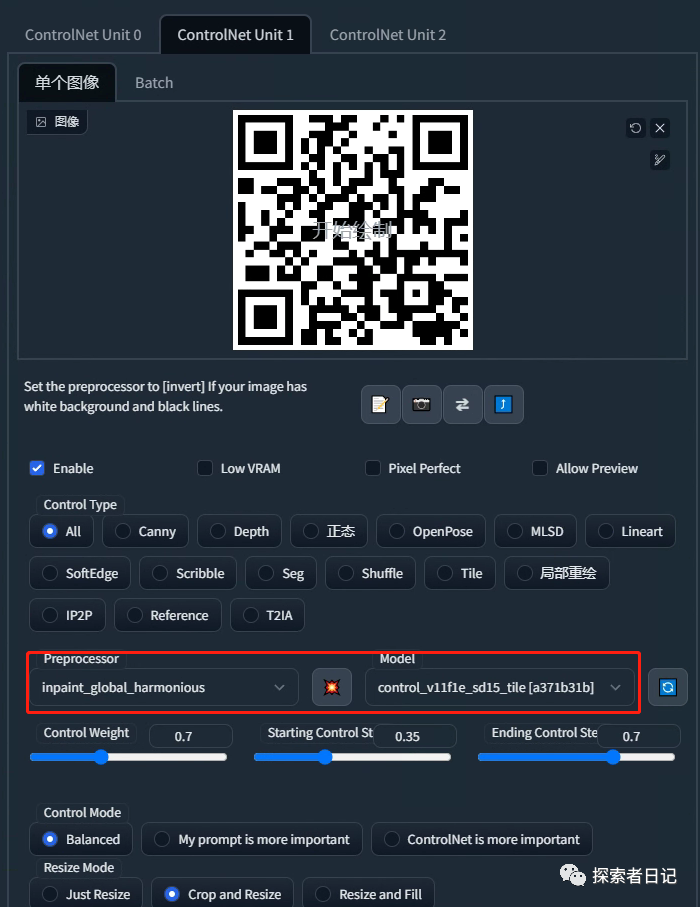 ControlNet Unit 0 ControlNet Unit 1 ControlNet Unit 2
单个图像 Batch
图像
开始绘制
Set the preprocessor to [invert] If your image has
white background and black lines.
Enable Low VRAM Pixel Perfect Allow Preview
Control Type
All Canny Depth 正态 OpenPose MLSD Lineart
SoftEdge Scribble Seg Shuffle Tile 局部重绘
IP2P Reference T2IA
Preprocessor Model
inpaint_global_harmonious control_v11f1e_sd15_tile [a371b31b]
Control Weight 0.7 Starting Control St 0.35 Ending Control Ste 0.7
Control Mode
Balanced My prompt is more important ControlNet is more important
Resize Mode
Just Resize Crop and Resize Resize and Fill
探索者日记